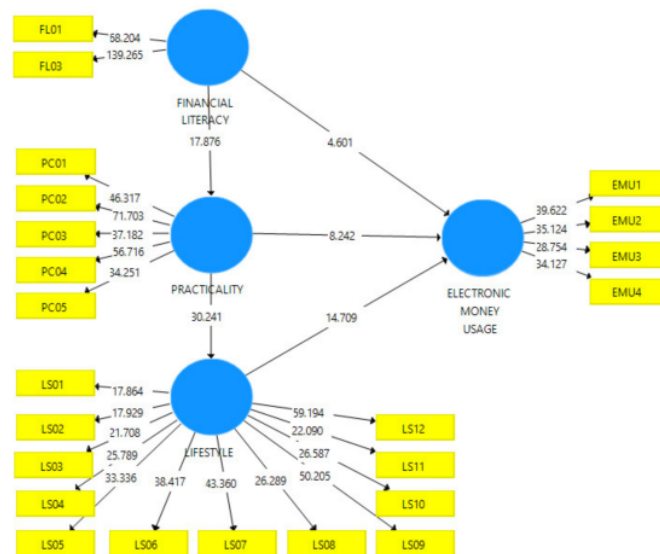 FL01
68.204
FL03
139.265
FINANCIAL
LITERACY
17.876
4.601
PC01
46.317
PC02
71.703
PC03
37.182
PC04
56.716
PC05
34.251
PRACTICALITY
8.242
30.241
14.709
EMU1
39.622
EMU2
35.124
EMU3
28.754
EMU4
34.127
ELECTRONIC
MONEY
USAGE
LS01
17.864
LS02
17.929
LS03
21.708
LS04
25.789
LS05
33.336
LIFESTYLE
LS06
38.417
LS07
43.360
LS08
26.289
LS09
50.205
LS10
26.587
LS11
22.090
LS12
59.194